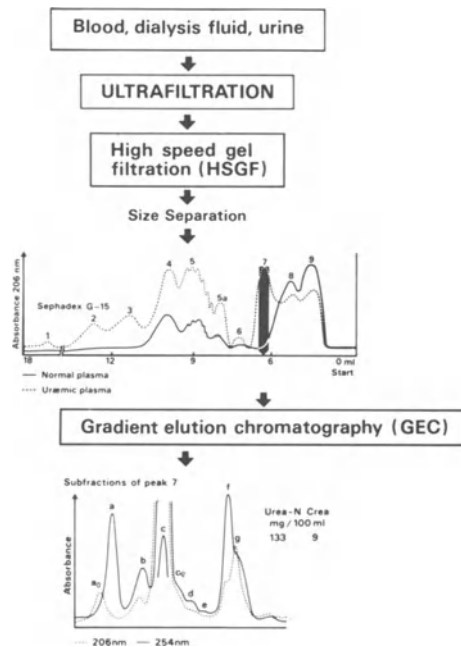 Blood, dialysis fluid, urine
ULTRAFILTRATION
High speed gel
filtration (HSGF)
Size Separation
Absorbance 206 nm
Sephadex G-15
1 2 3 4 5 5a 6 7 8 9
18 12 9 6 0 ml
Start
Normal plasma
Uræmic plasma
Gradient elution chromatography (GEC)
Subfractions of peak 7
Absorbance
a₀ a b c cc d e f g
Urea-N Crea
mg/100 ml
133 9
206nm 254nm